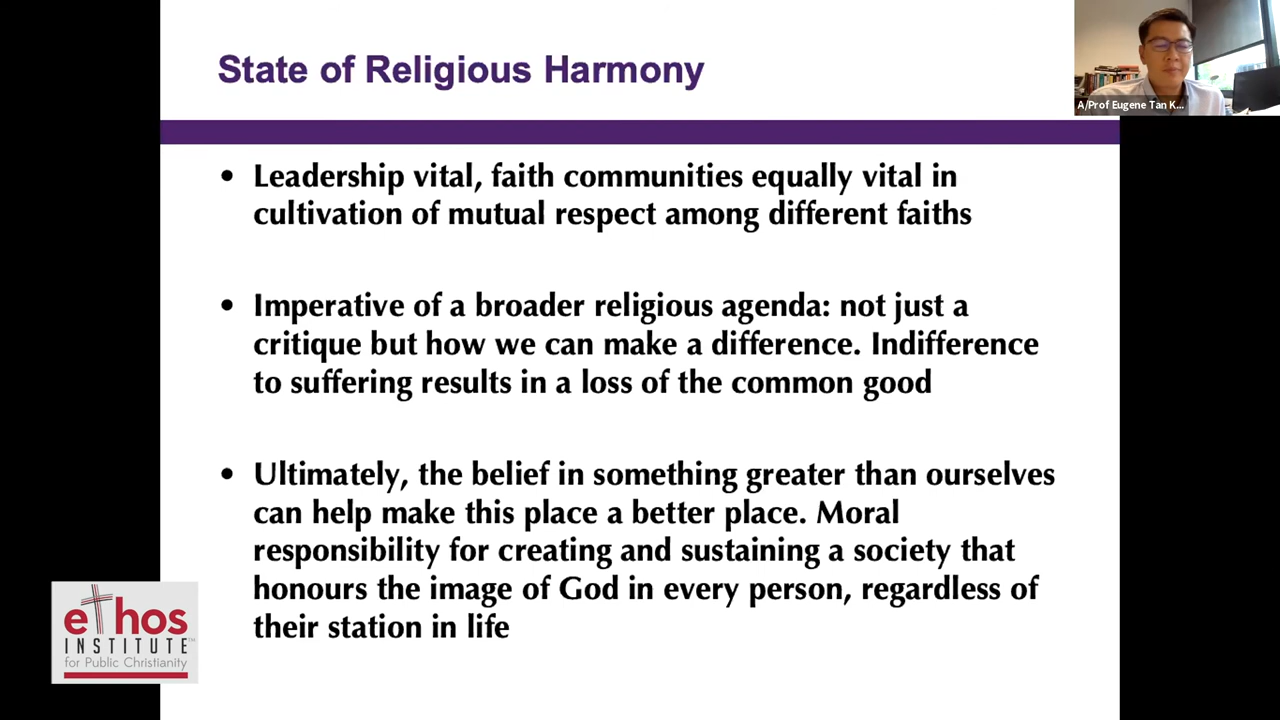 State of Religious Harmony
A/Prof Eugene Tan K...
• Leadership vital, faith communities equally vital in
cultivation of mutual respect among different faiths
• Imperative of a broader religious agenda: not just a
critique but how we can make a difference. Indifference
to suffering results in a loss of the common good
• Ultimately, the belief in something greater than ourselves
can help make this place a better place. Moral
responsibility for creating and sustaining a society that
honours the image of God in every person, regardless of
their station in life
ethos
INSTITUTE™
for Public Christianity